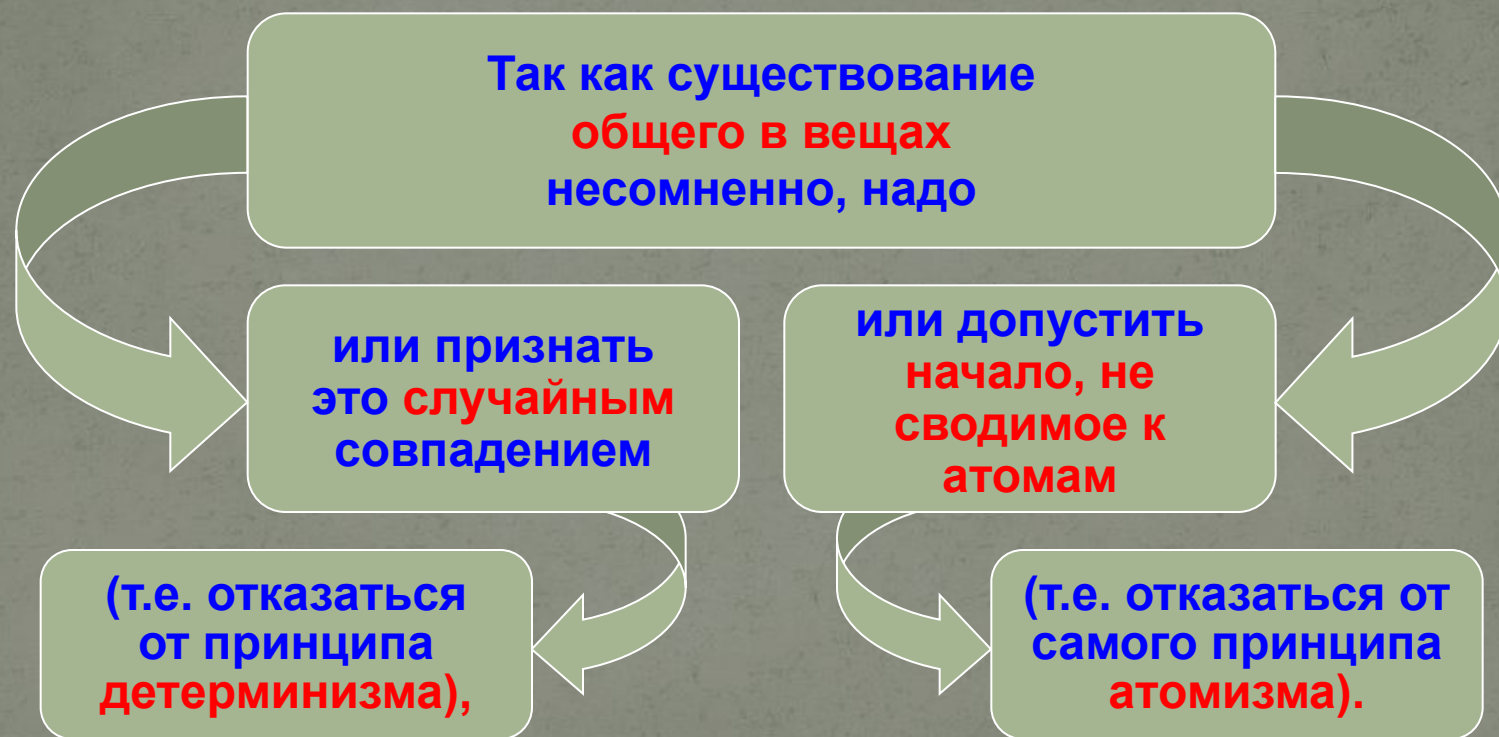 Так как существование
общего в вещах
несомненно, надо
или признать
это случайным
совпадением
или допустить
начало, не
сводимое к
атомам
(т.е. отказаться
от принципа
детерминизма),
(т.е. отказаться от
самого принципа
атомизма).